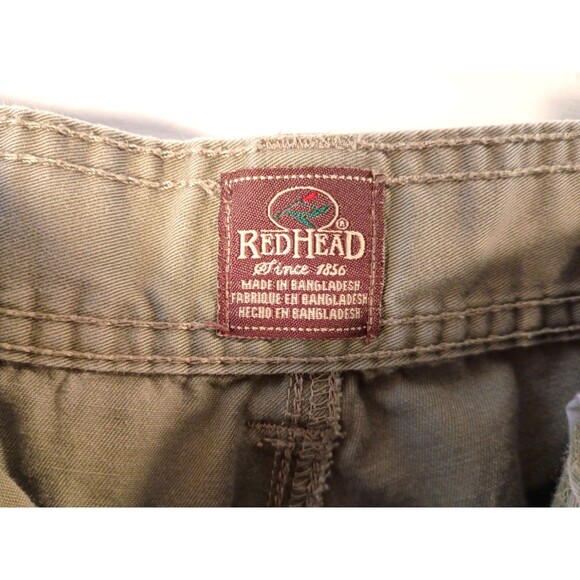 REDHEAD®
Since 1856
MADE IN BANGLADESH
FABRIQUE EN BANGLADESH
HECHO EN BANGLADESH